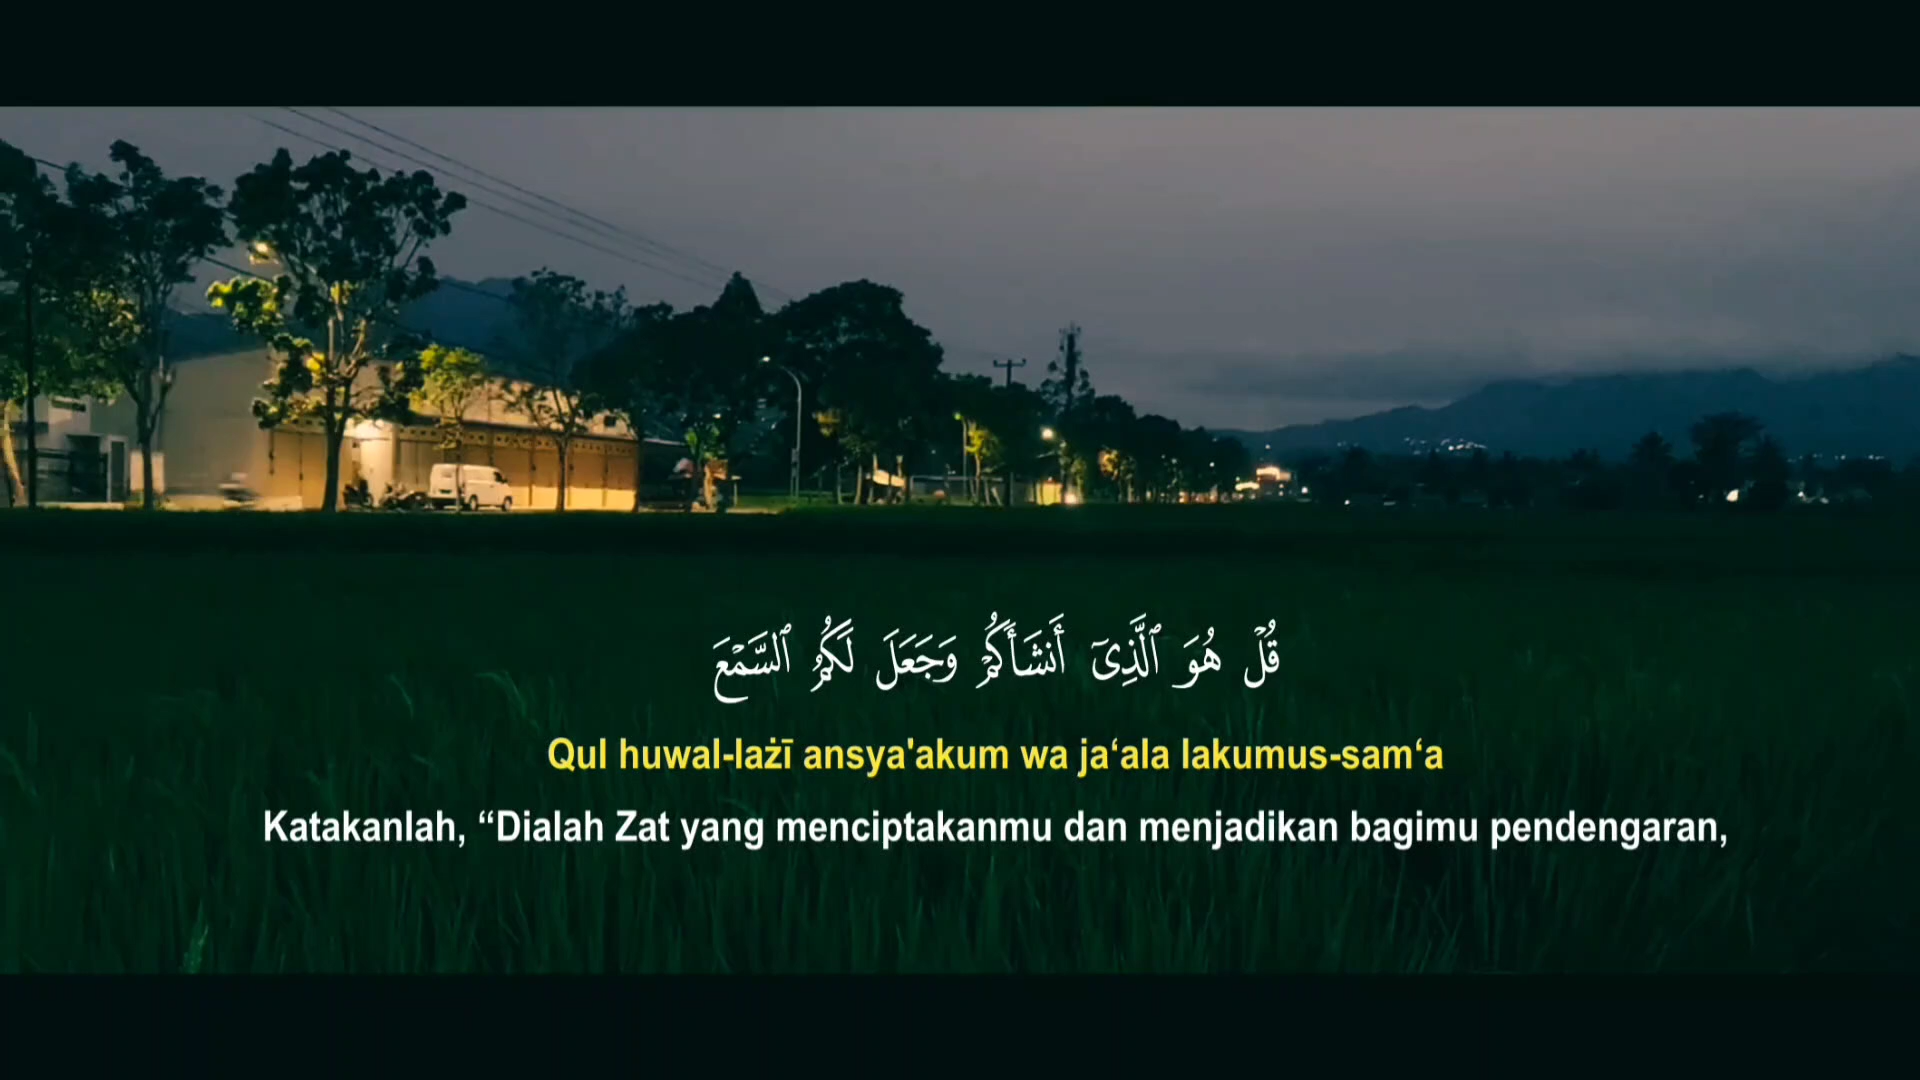 قُلْ هُوَ ٱلَّذِىٓ أَنشَأَكُمْ وَجَعَلَ لَكُمُ ٱلسَّمْعَ
Qul huwal-lażī ansya'akum wa ja‘ala lakumus-sam‘a
Katakanlah, “Dialah Zat yang menciptakanmu dan menjadikan bagimu pendengaran,